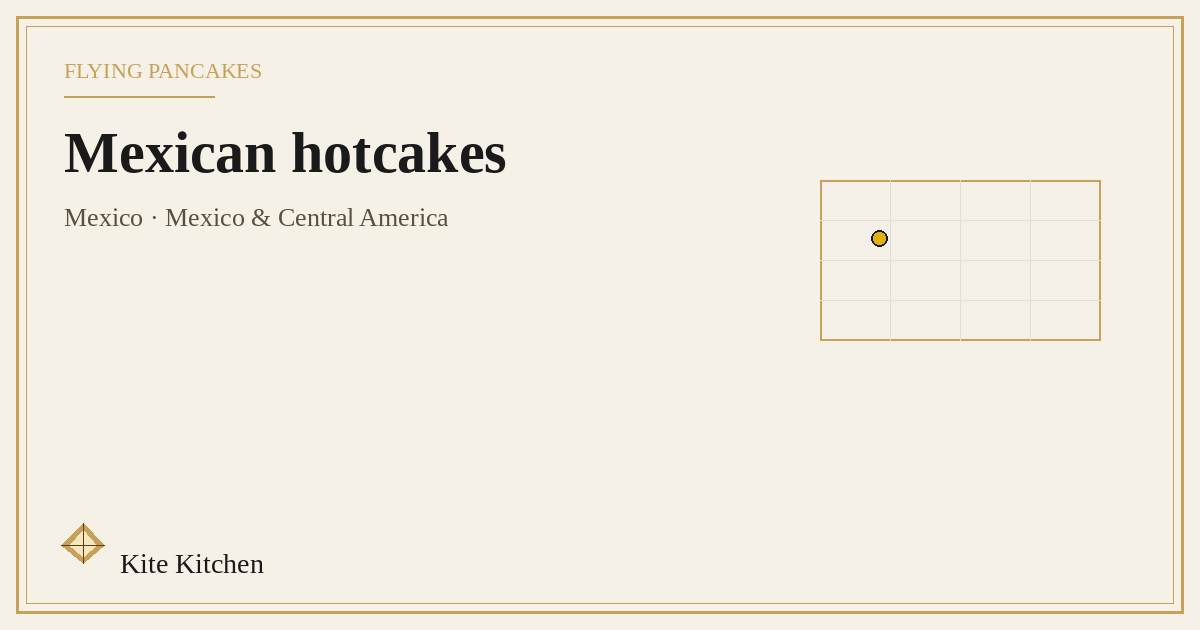 FLYING PANCAKES
Mexican hotcakes
Mexico · Mexico & Central America
Kite Kitchen